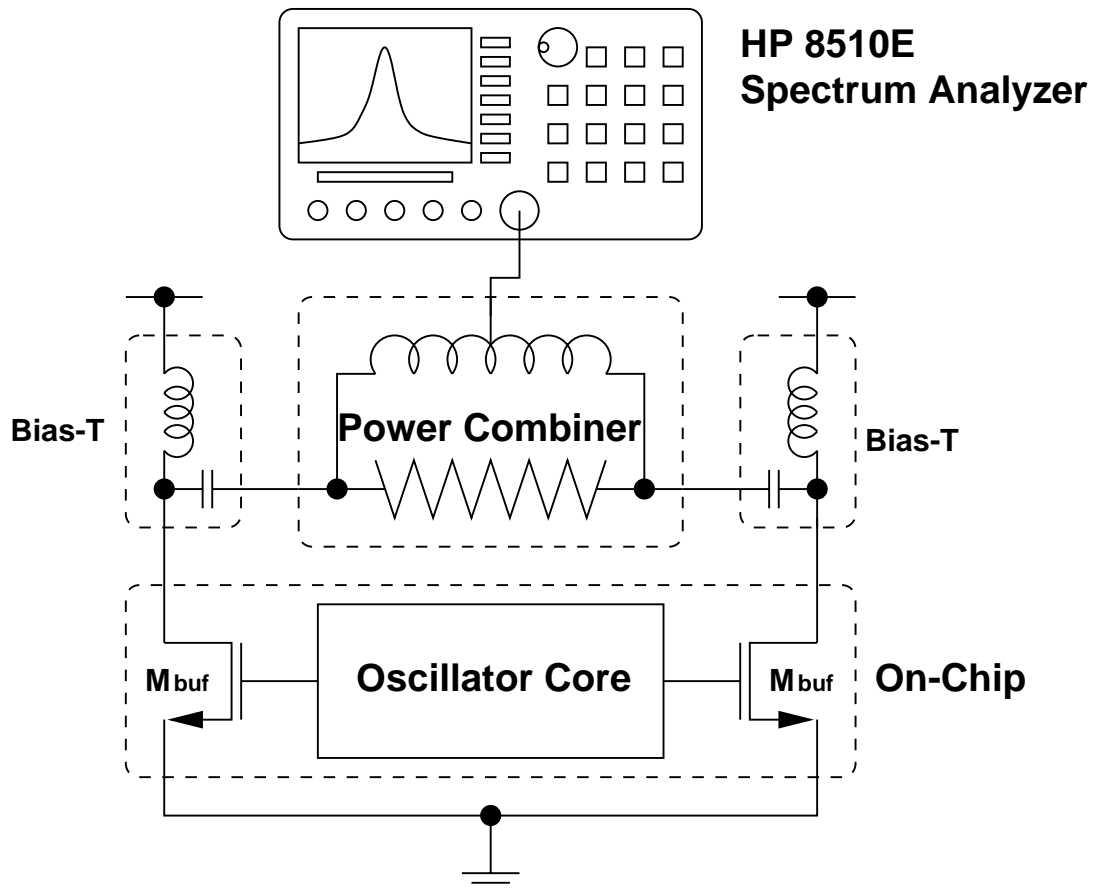 HP 8510E
Spectrum Analyzer
Bias-T
Power Combiner
Bias-T
Mbuf
Oscillator Core
Mbuf
On-Chip